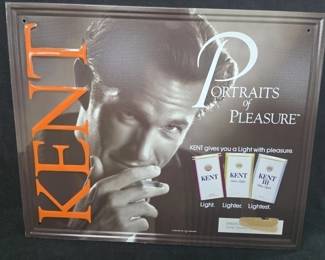 KENT
PORTRAITS
of
PLEASURE™
KENT gives you a Light with pleasure.
KENT
KENT
KENT
III
Light.
Lighter.
Lightest.